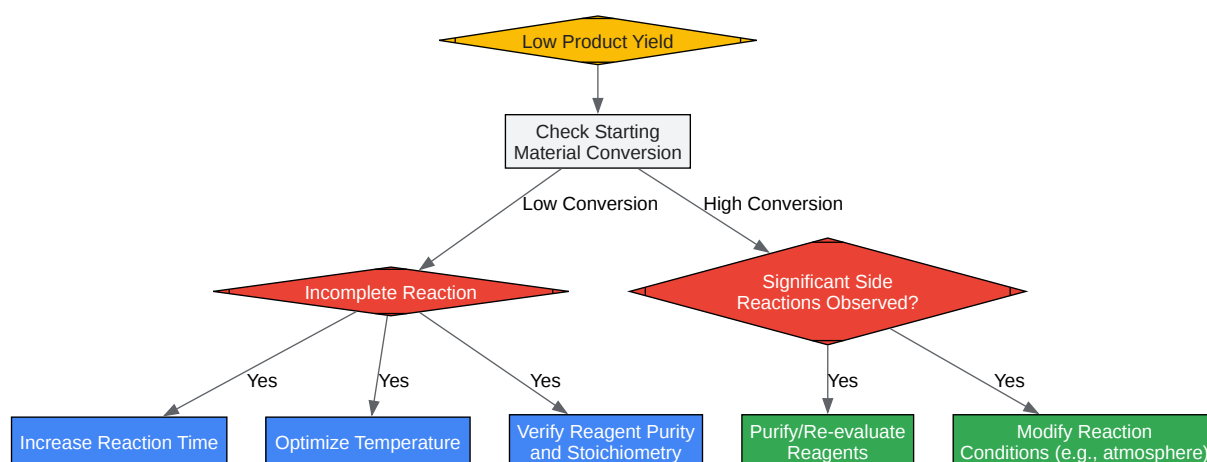 Low Product Yield
Check Starting
Material Conversion
Low Conversion
High Conversion
Incomplete Reaction
Significant Side
Reactions Observed?
Yes
Yes
Yes
Yes
Yes
Increase Reaction Time
Optimize Temperature
Verify Reagent Purity
and Stoichiometry
Purify/Re-evaluate
Reagents
Modify Reaction
Conditions (e.g., atmosphere)